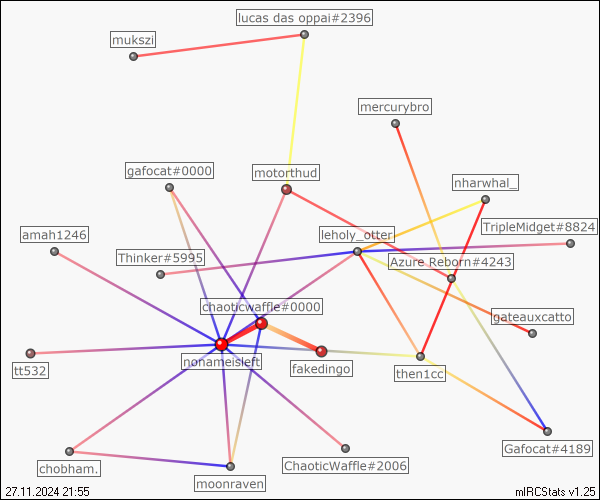 lucas das oppai#2396
mukszi
mercurybro
gafocat#0000
motorthud
nharwhal_
TripleMidget#8824
amah1246
leholy_otter
Thinker#5995
Azure Reborn#4243
chaoticwaffle#0000
gateauxcatto
nonameisleft
fakedingo
tt532
then1cc
Gafocat#4189
chobham.
ChaoticWaffle#2006
moonraven
27.11.2024 21:55
mIRCStats v1.25